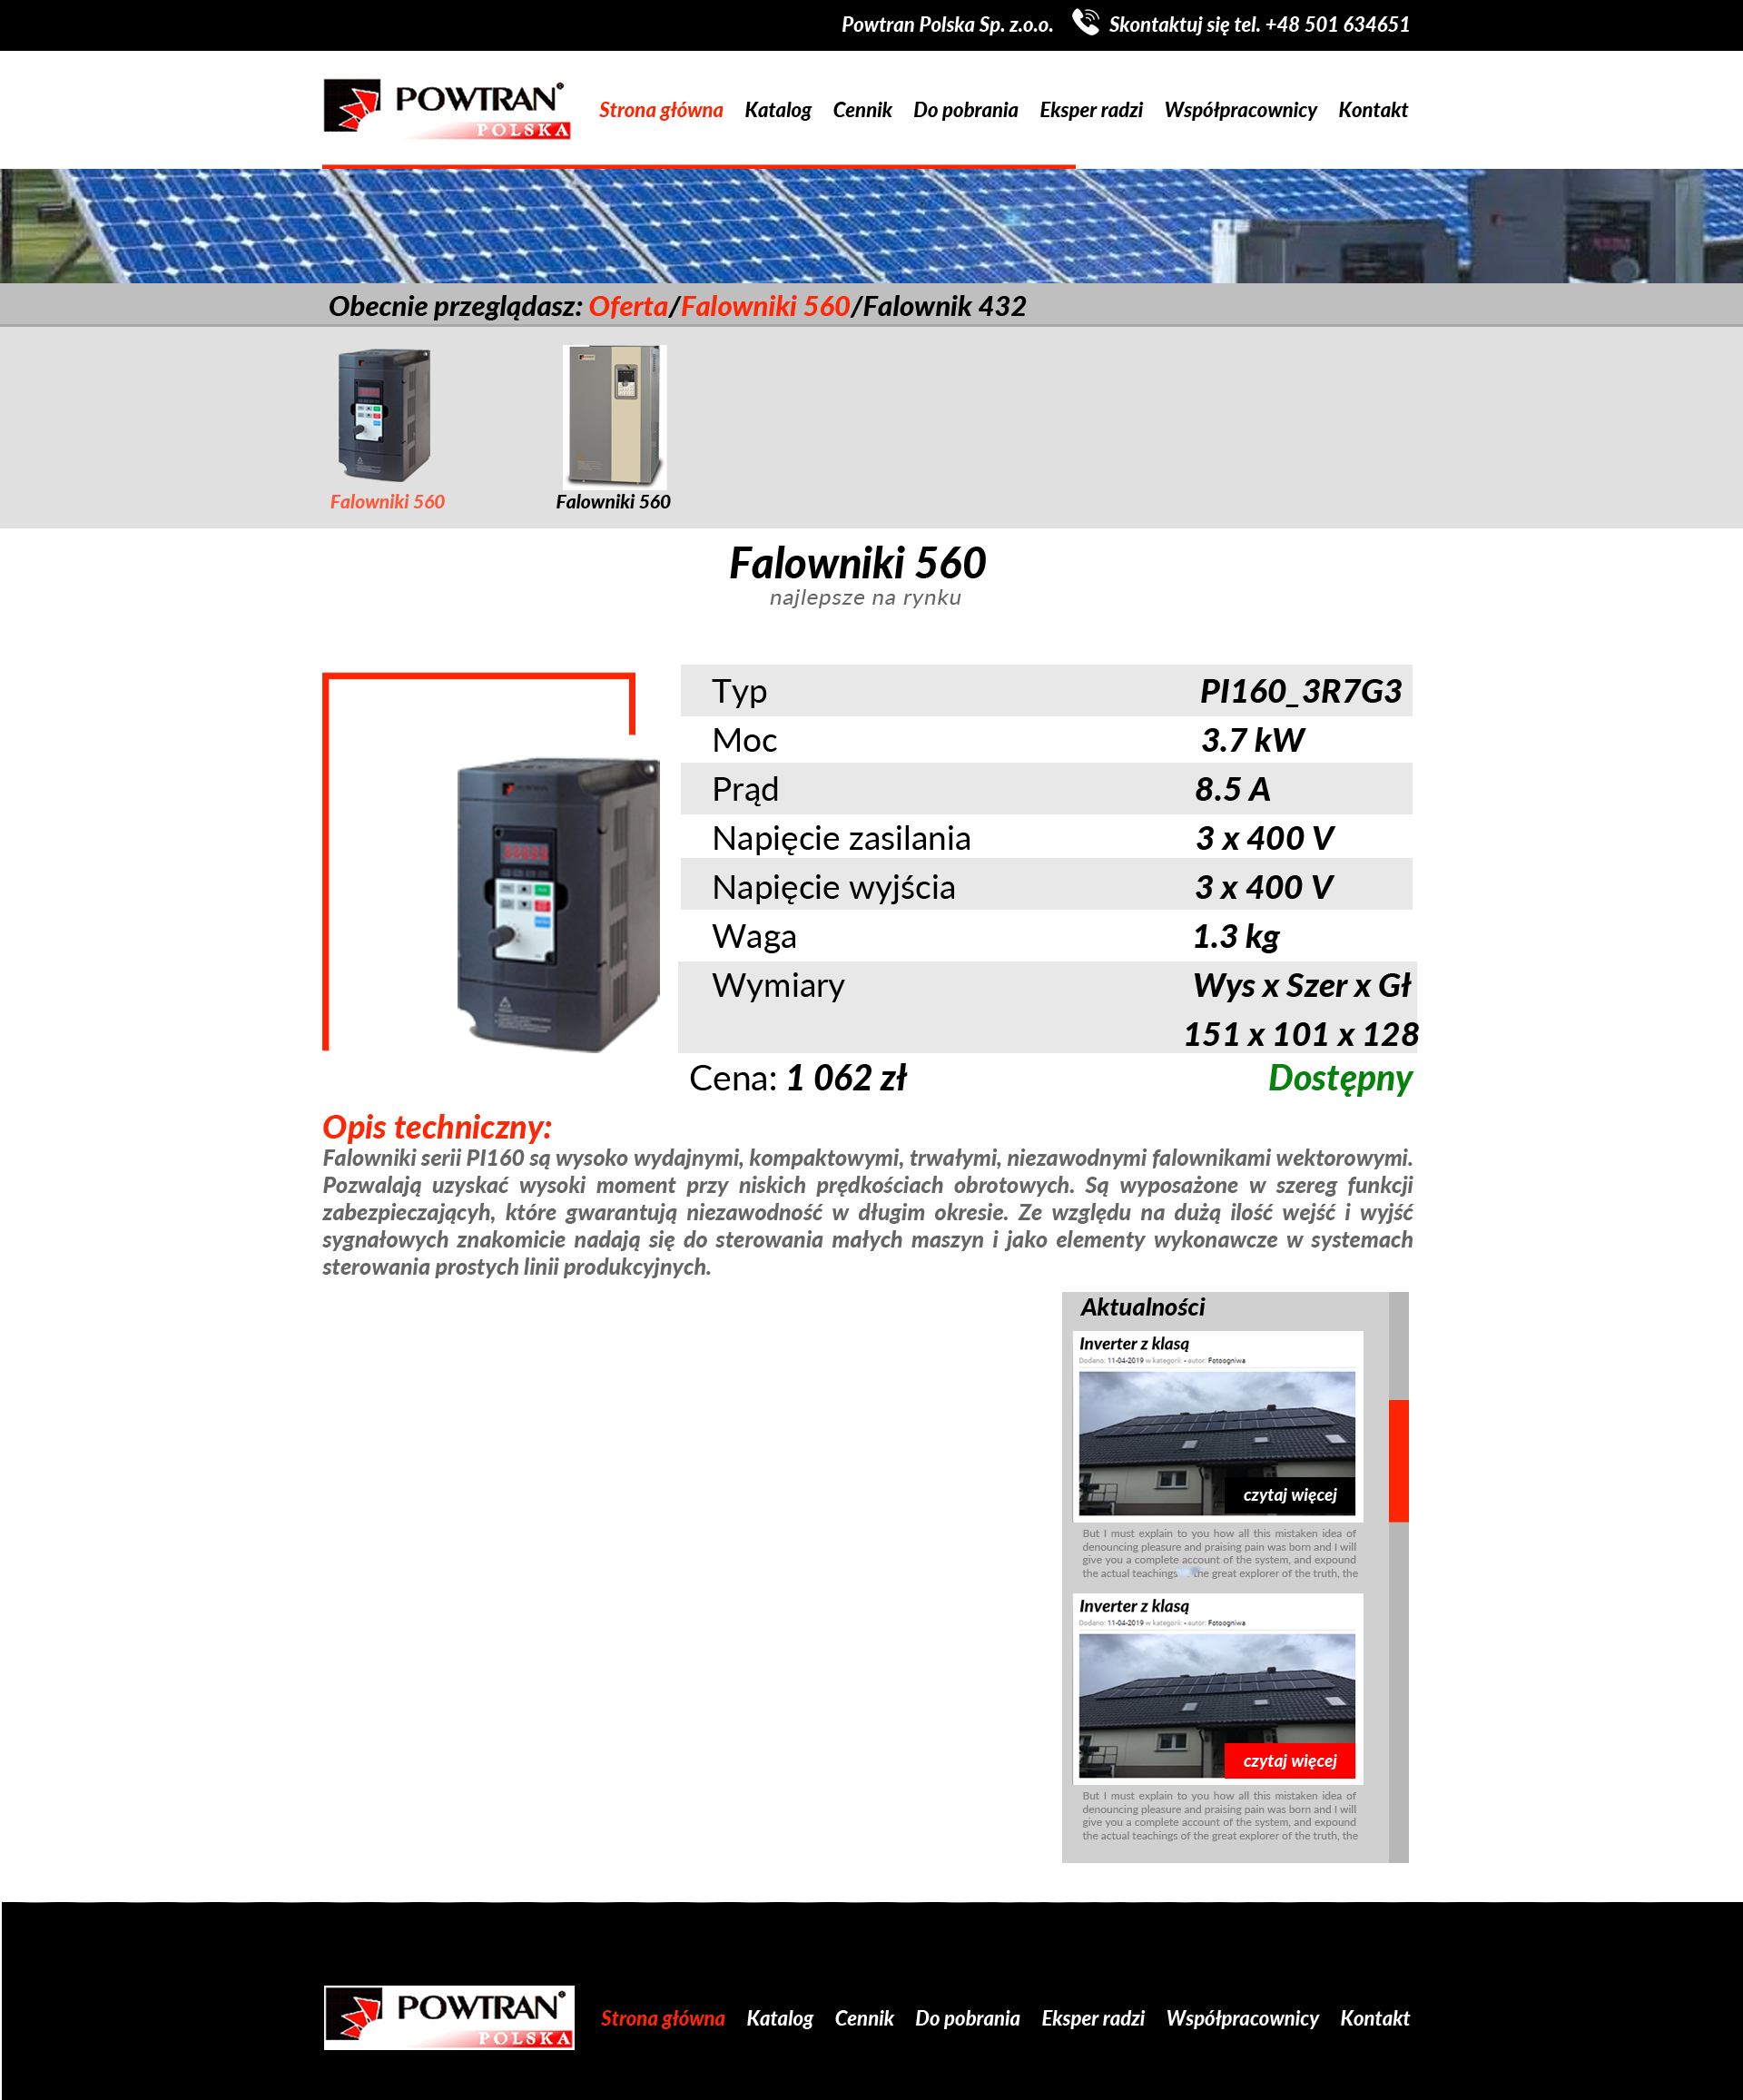 Powtran Polska Sp. z.o.o. Skontaktuj się tel. +48 501 634651
POWTRAN®
POLSKA
Strona główna Katalog Cennik Do pobrania Eksper radzi Współpracownicy Kontakt
Obecnie przeglądasz: Oferta/Falowniki 560/Falownik 432
Falowniki 560 Falowniki 560
Falowniki 560
najlepsze na rynku
Typ PI160_3R7G3
Moc 3.7 kW
Prąd 8.5 A
Napięcie zasilania 3 x 400 V
Napięcie wyjścia 3 x 400 V
Waga 1.3 kg
Wymiary Wys x Szer x Gł
151 x 101 x 128
Cena: 1 062 zł Dostępny
Opis techniczny:
Falowniki serii PI160 są wysoko wydajnymi, kompaktowymi, trwałymi, niezawodnymi falownikami wektorowymi.
Pozwalają uzyskać wysoki moment przy niskich prędkościach obrotowych. Są wyposażone w szereg funkcji
zabezpieczającyh, które gwarantują niezawodność w długim okresie. Ze względu na dużą ilość wejść i wyjść
sygnałowych znakomicie nadają się do sterowania małych maszyn i jako elementy wykonawcze w systemach
sterowania prostych linii produkcyjnych.
Aktualności
Inverter z klasą
Dodano: 11-04-2019 w kategorii: - autor: Fotoogniwa
czytaj więcej
But I must explain to you how all this mistaken idea of
denouncing pleasure and praising pain was born and I will
give you a complete account of the system, and expound
the actual teachings the great explorer of the truth, the
Inverter z klasą
Dodano: 11-04-2019 w kategorii: - autor: Fotoogniwa
czytaj więcej
But I must explain to you how all this mistaken idea of
denouncing pleasure and praising pain was born and I will
give you a complete account of the system, and expound
the actual teachings of the great explorer of the truth, the
POWTRAN®
POLSKA
Strona główna Katalog Cennik Do pobrania Eksper radzi Współpracownicy Kontakt